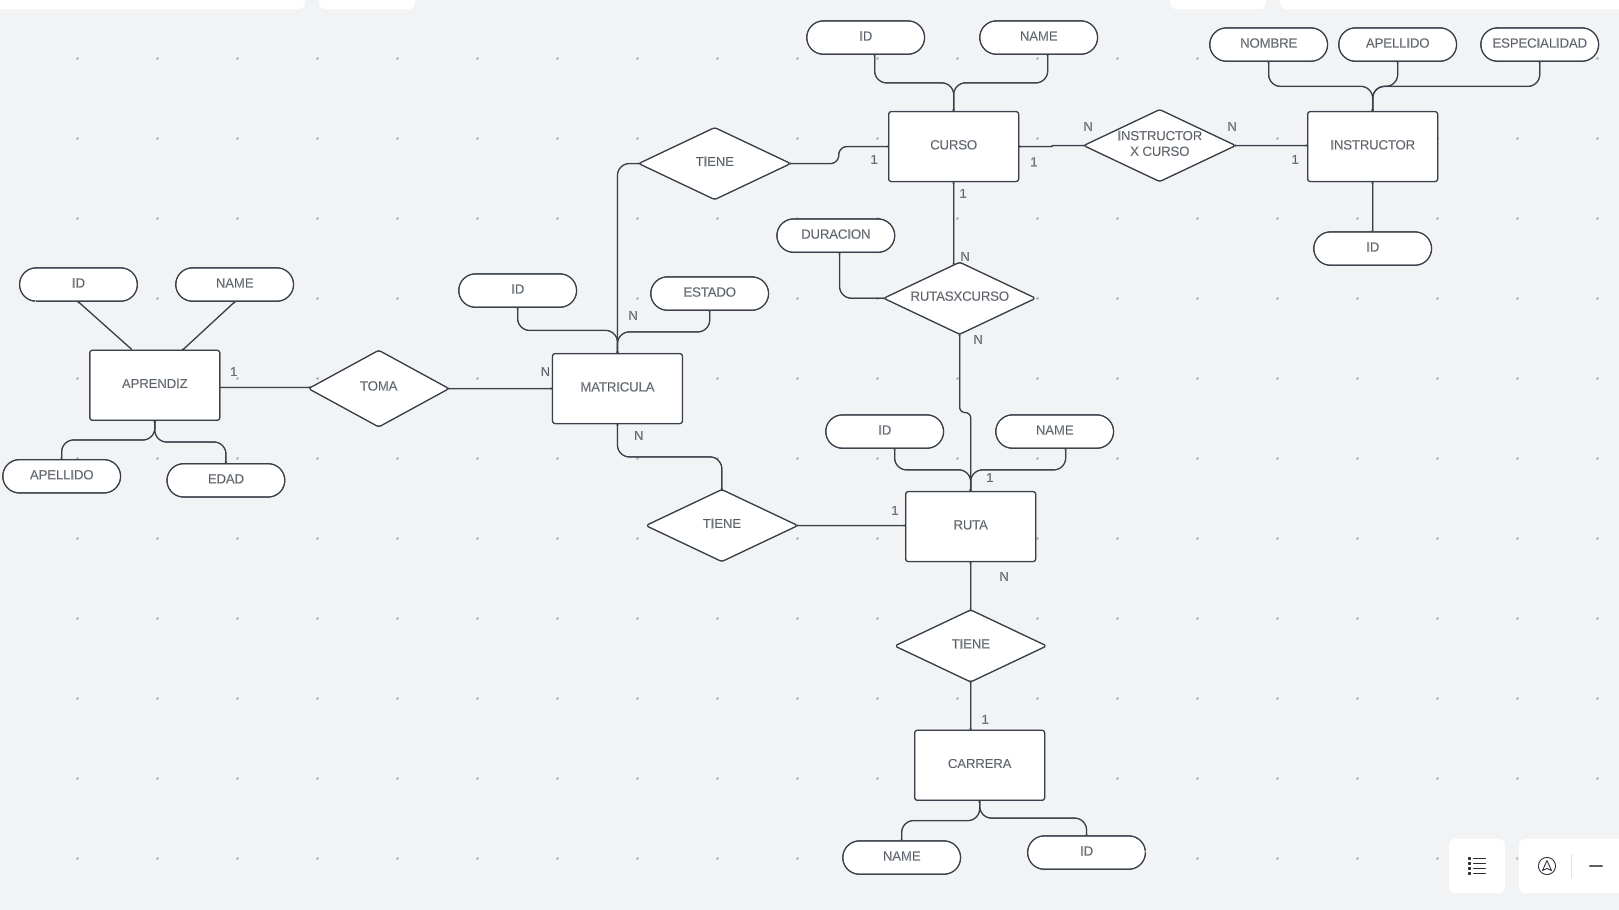 ID
NAME
NOMBRE
APELLIDO
ESPECIALIDAD
N
INSTRUCTOR
X CURSO
N
CURSO
INSTRUCTOR
TIENE
1
1
1
1
DURACION
ID
N
ID
NAME
ID
ESTADO
RUTASXCURSO
N
N
1
N
APRENDIZ
TOMA
MATRICULA
ID
NAME
N
APELLIDO
EDAD
1
1
TIENE
RUTA
N
TIENE
1
CARRERA
NAME
ID